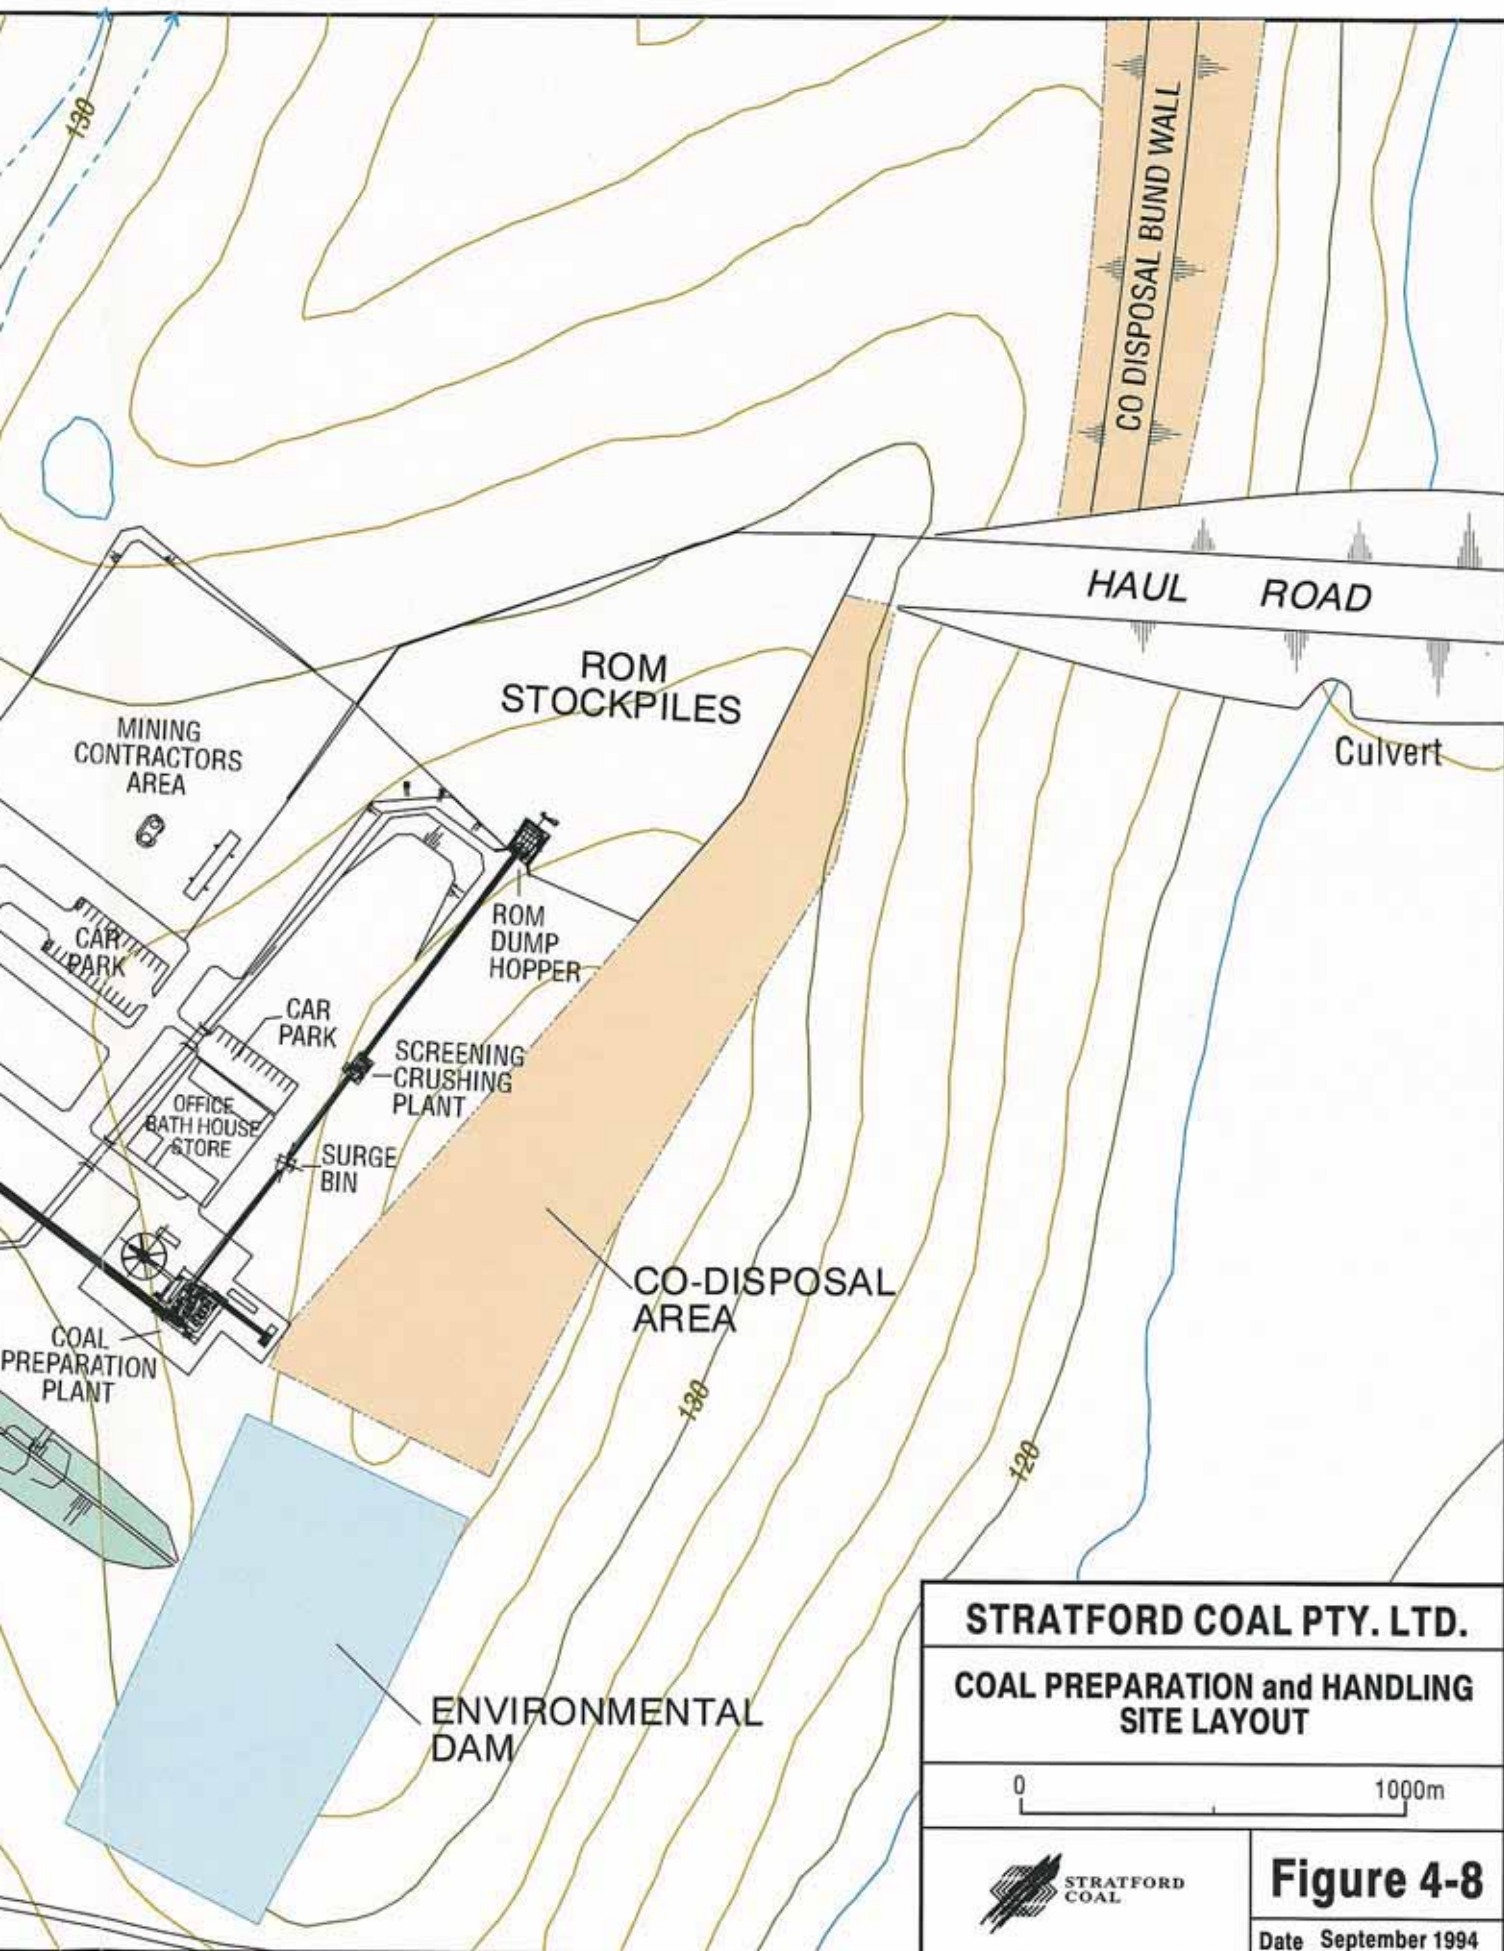 130
CO DISPOSAL BUND WALL
HAUL ROAD
ROM
STOCKPILES
MINING
CONTRACTORS
AREA
Culvert
CAR
PARK
ROM
DUMP
HOPPER
CAR
PARK
SCREENING
CRUSHING
PLANT
OFFICE
BATH HOUSE
STORE
SURGE
BIN
CO-DISPOSAL
AREA
COAL
PREPARATION
PLANT
130
120
ENVIRONMENTAL
DAM
STRATFORD COAL PTY. LTD.
COAL PREPARATION and HANDLING
SITE LAYOUT
0 1000m
STRATFORD
COAL
Figure 4-8
Date September 1994